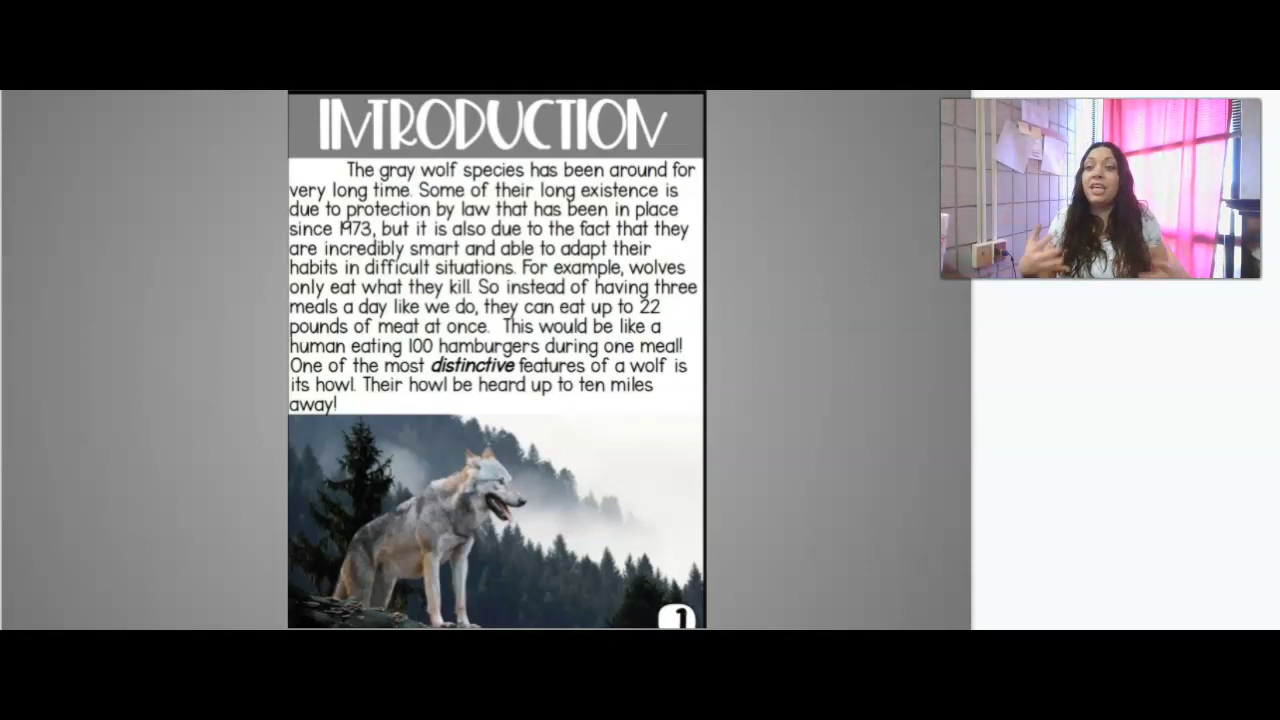 INTRODUCTION
The gray wolf species has been around for
very long time. Some of their long existence is
due to protection by law that has been in place
since 1973, but it is also due to the fact that they
are incredibly smart and able to adapt their
habits in difficult situations. For example, wolves
only eat what they kill. So instead of having three
meals a day like we do, they can eat up to 22
pounds of meat at once. This would be like a
human eating 100 hamburgers during one meal!
One of the most distinctive features of a wolf is
its howl. Their howl be heard up to ten miles
away!
1